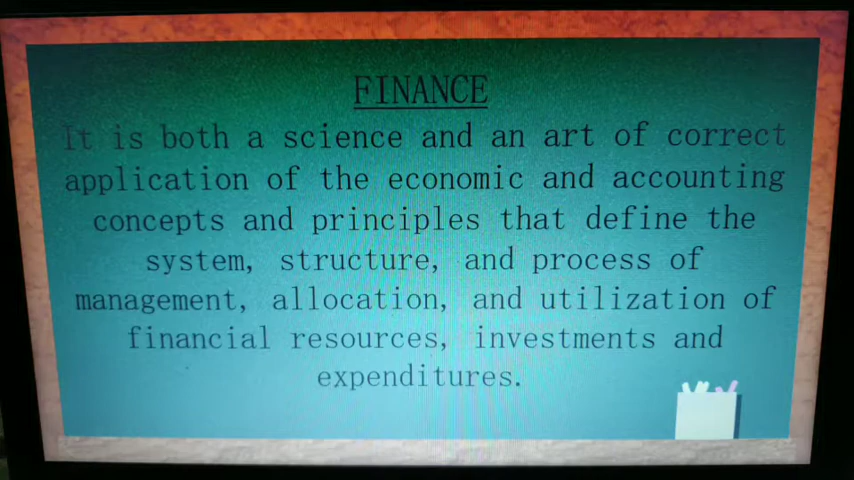 FINANCE
It is both a science and an art of correct
application of the economic and accounting
concepts and principles that define the
system, structure, and process of
management, allocation, and utilization of
financial resources, investments and
expenditures.